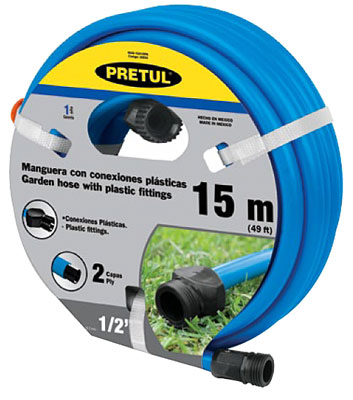 PRETUL®
HECHO EN MEXICO
MADE IN MEXICO
Manguera con conexiones plásticas
Garden hose with plastic fittings
15 m
(49 ft)
•Conexiones Plásticas.
- Plastic fittings.
2 Capas
Ply
1/2"